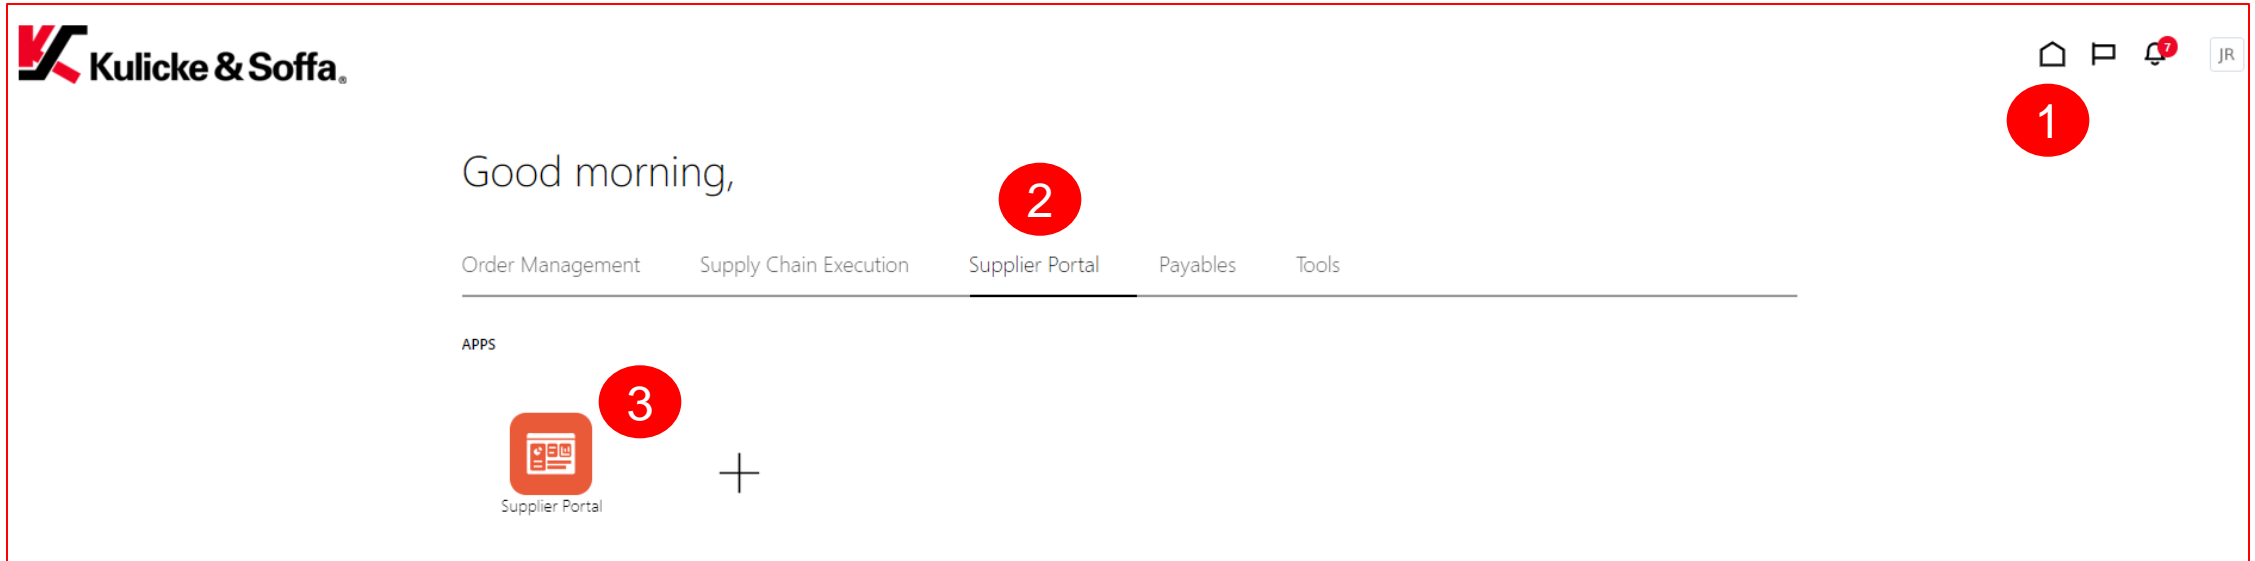 Kulicke & Soffa®
7
JR
1
Good morning,
2
Order Management Supply Chain Execution Supplier Portal Payables Tools
APPS
3
Supplier Portal